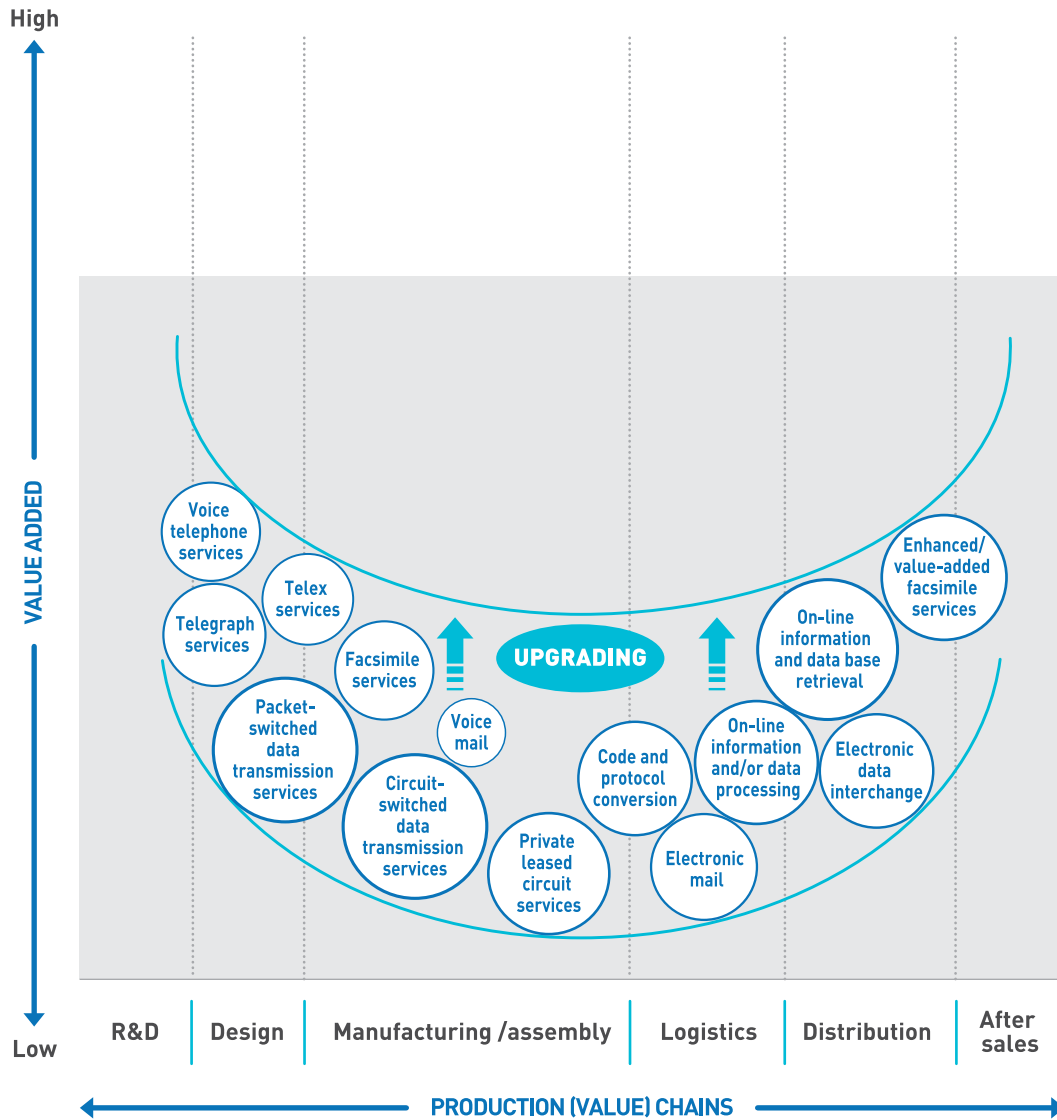 High
VALUE ADDED
Low
Voice
telephone
services
Telegraph
services
Telex
services
Packet-
switched
data
transmission
services
Facsimile
services
Voice
mail
Circuit-
switched
data
transmission
services
UPGRADING
Private
leased
circuit
services
Code and
protocol
conversion
Electronic
mail
On-line
information
and/or data
processing
On-line
information
and data base
retrieval
Electronic
data
interchange
Enhanced/
value-added
facsimile
services
R&D
Design
Manufacturing /assembly
Logistics
Distribution
After
sales
PRODUCTION (VALUE) CHAINS